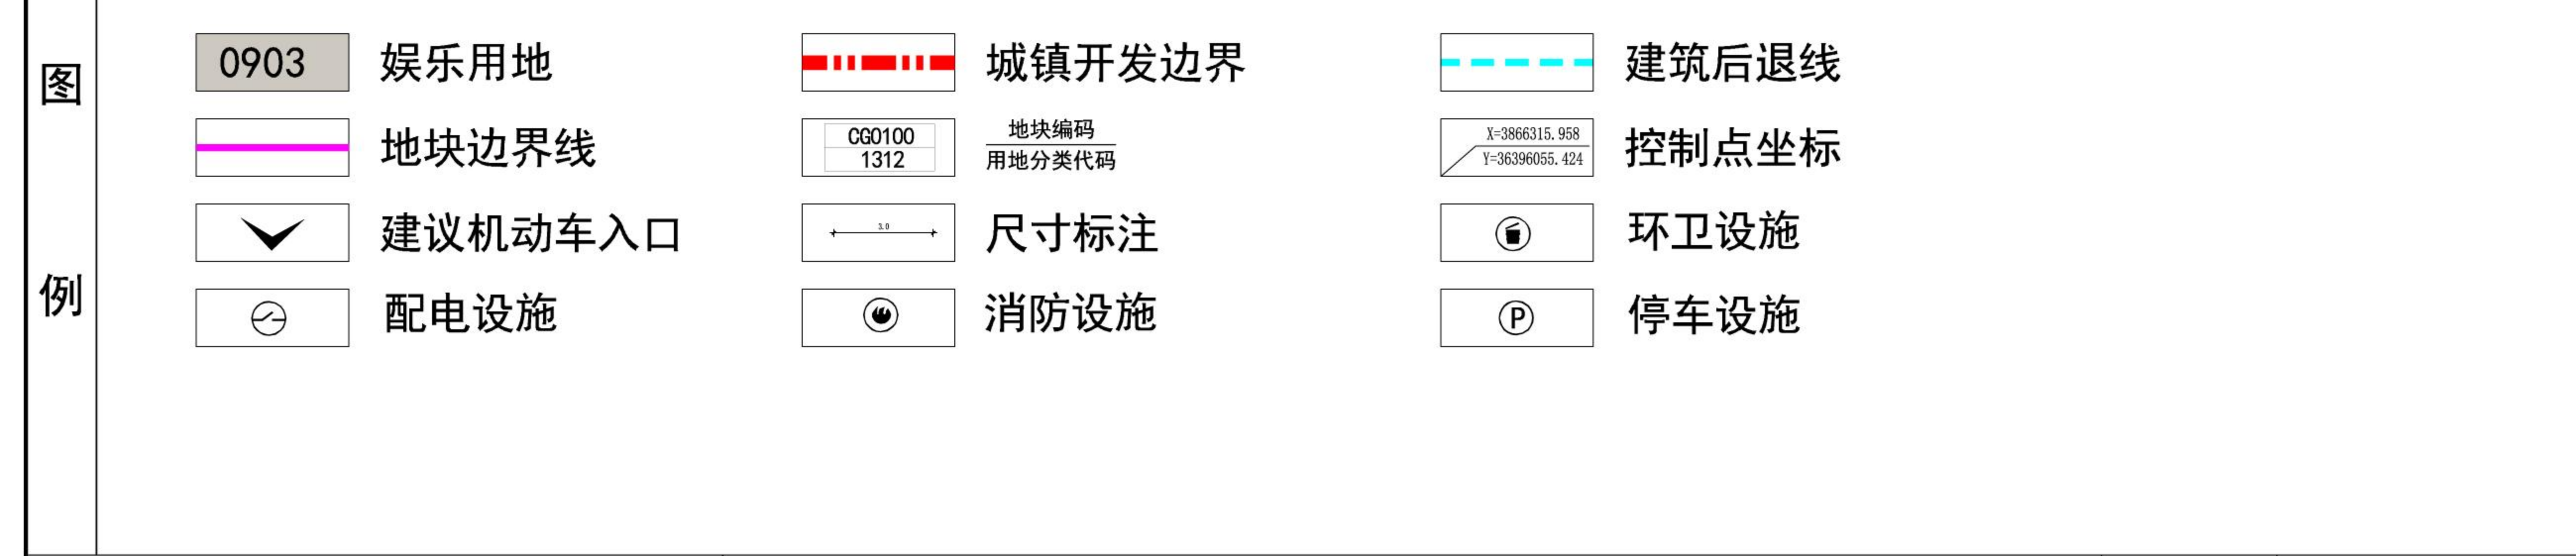 图例
0903 娱乐用地 城镇开发边界 建筑后退线
地块边界线 CG0100 地块编码 X=3866315.958 控制点坐标
1312 用地分类代码 Y=36396055.424
建议机动车入口 3.0 尺寸标注 环卫设施
配电设施 消防设施 P 停车设施